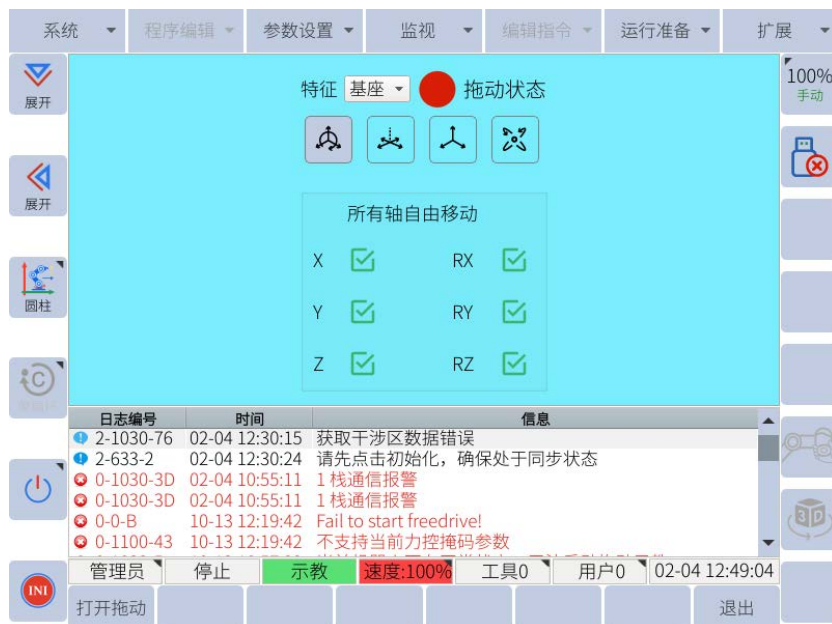 系统 程序编辑 参数设置 监视 编辑指令 运行准备 扩展
展开
特征 基座 拖动状态
100%
手动
展开
所有轴自由移动
X RX
Y RY
Z RZ
圆柱
C
日志编号 时间 信息
2-1030-76 02-04 12:30:15 获取干涉区数据错误
2-633-2 02-04 12:30:24 请先点击初始化，确保处于同步状态
0-1030-3D 02-04 10:55:11 1 栈通信报警
0-1030-3D 02-04 10:55:11 1 栈通信报警
0-0-B 10-13 12:19:42 Fail to start freedrive!
0-1100-43 10-13 12:19:42 不支持当前力控掩码参数
3D
管理员 停止 示教 速度:100% 工具0 用户0 02-04 12:49:04
INI
打开拖动 退出